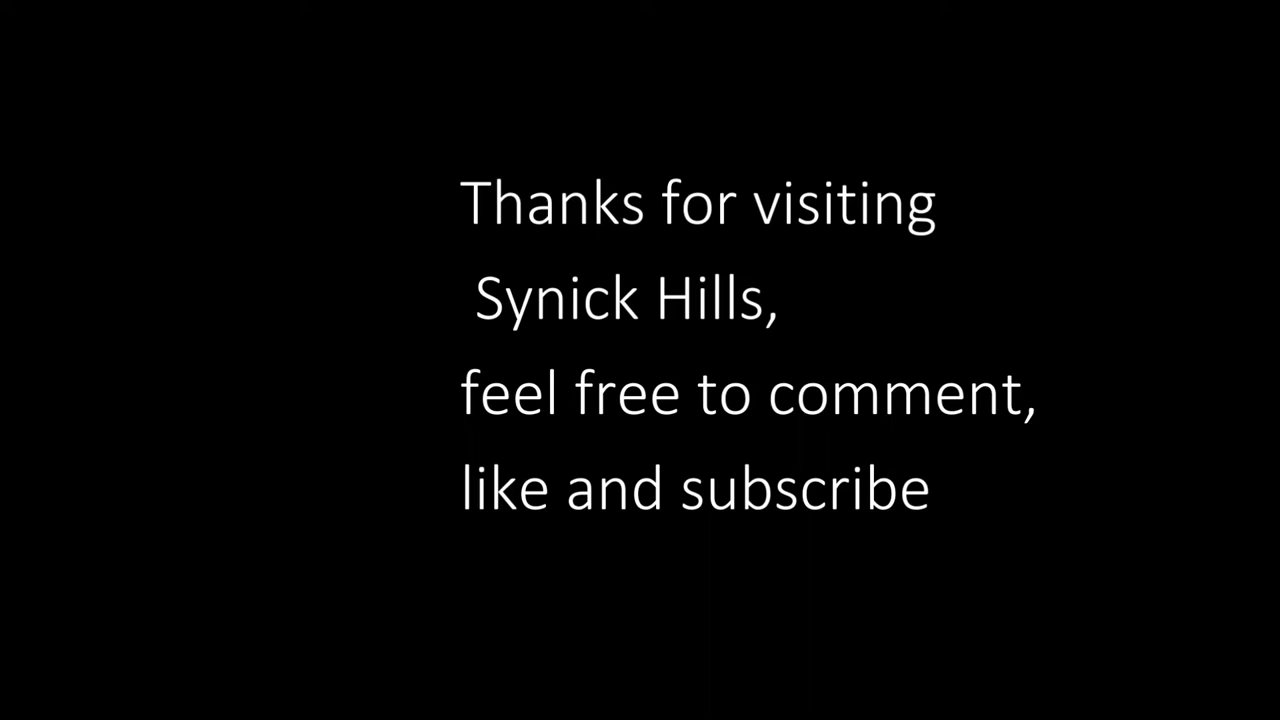 Thanks for visiting
Synick Hills,
feel free to comment,
like and subscribe